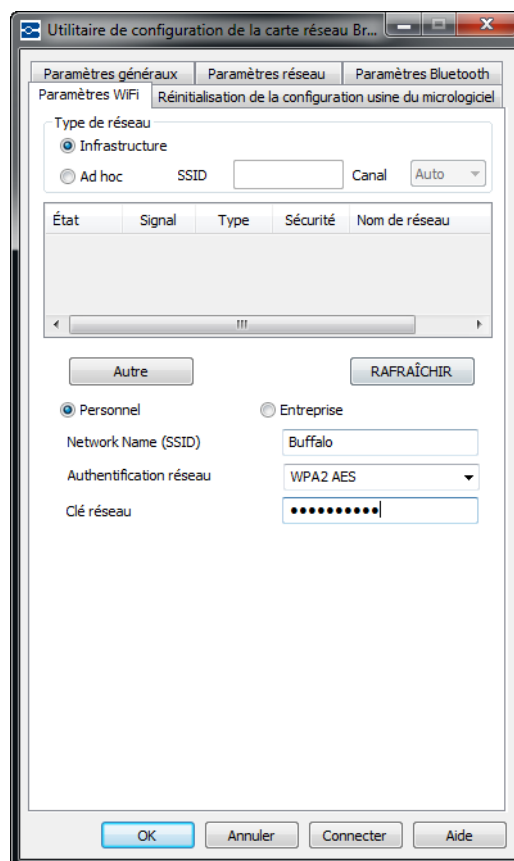 Utilitaire de configuration de la carte réseau Br...
Paramètres généraux Paramètres réseau Paramètres Bluetooth
Paramètres WiFi Réinitialisation de la configuration usine du micrologiciel
Type de réseau
Infrastructure
Ad hoc SSID Canal Auto
État Signal Type Sécurité Nom de réseau
Autre RAFRAÎCHIR
Personnel Entreprise
Network Name (SSID) Buffalo
Authentification réseau WPA2 AES
Clé réseau ●●●●●●●●●●
OK Annuler Connecter Aide